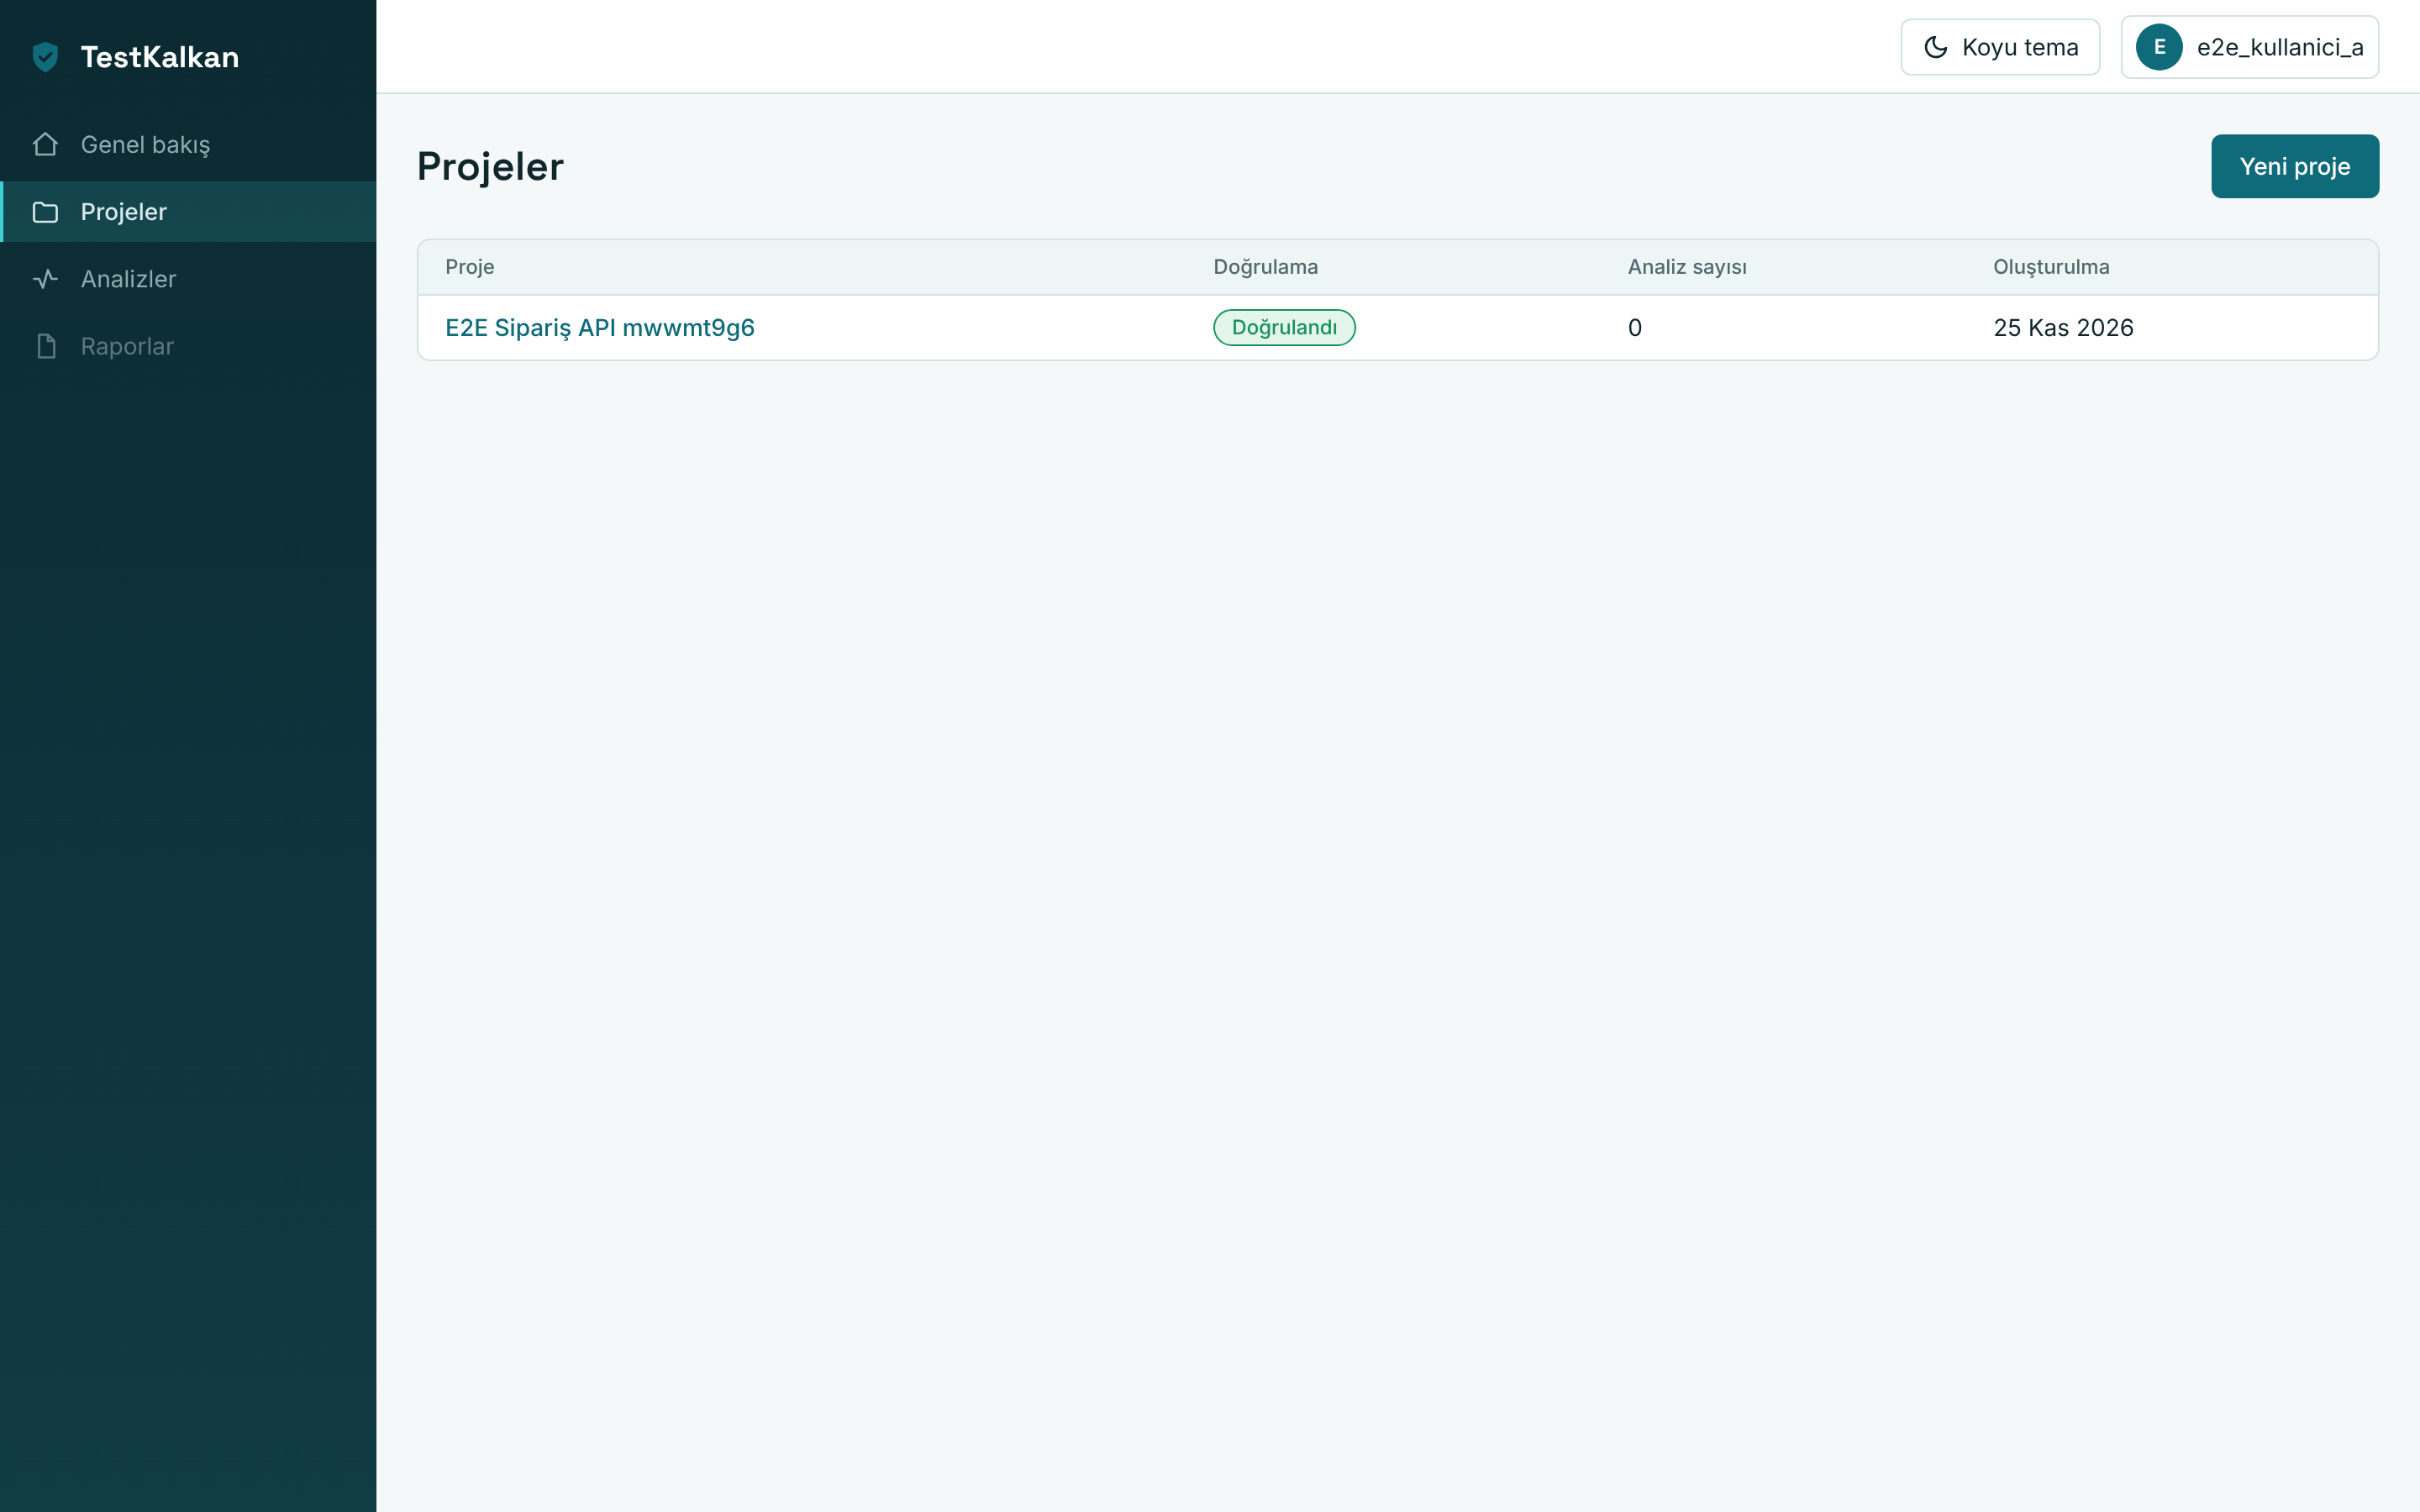 TestKalkan
Genel bakış
Projeler
Analizler
Raporlar
Koyu tema
E
e2e_kullanici_a
Projeler
Yeni proje
Proje Doğrulama Analiz sayısı Oluşturulma
E2E Sipariş API mwwmt9g6 Doğrulandı 0 25 Kas 2026